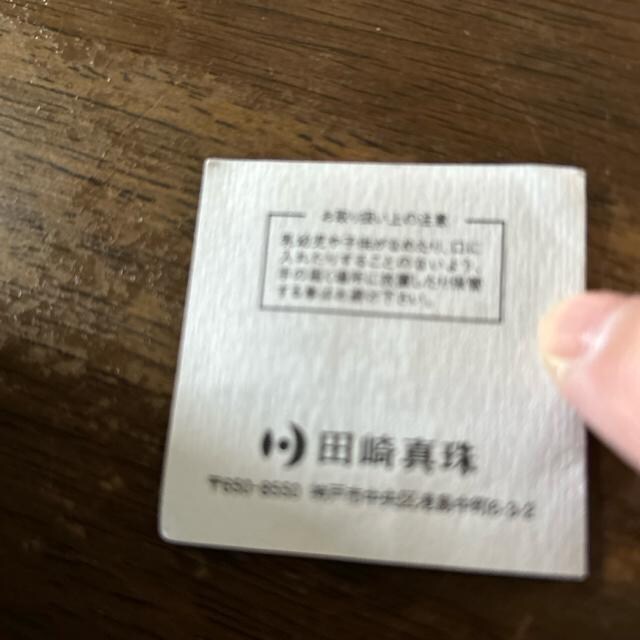 お取り扱い上の注意
乳幼児や子供がなめたり、口に
入れたりすることのないよう、
手の届く場所に放置したり保管
する事はお避け下さい。
田崎真珠
〒650-8532 神戸市中央区港島中町6-3-2